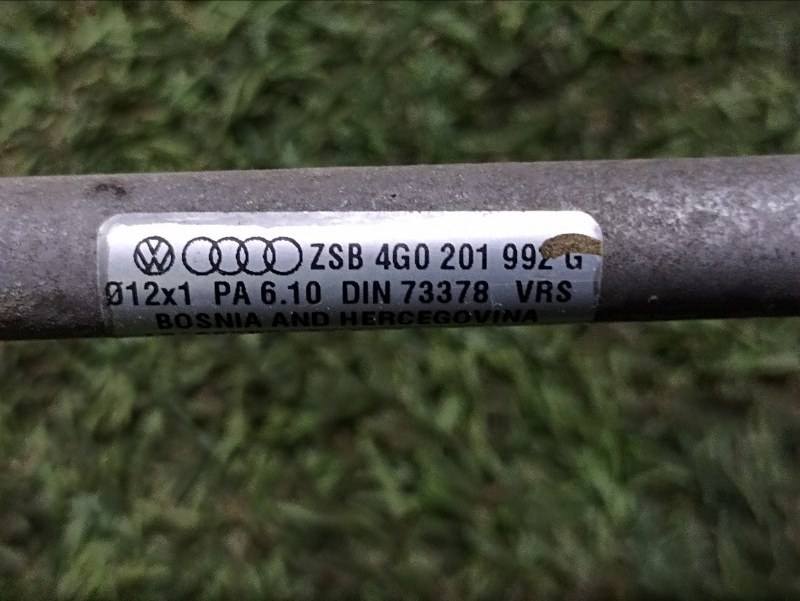 ZSB 4G0 201 992 G
Ø12x1 PA 6.10 DIN 73378 VRS
BOSNIA AND HERCEGOVINA